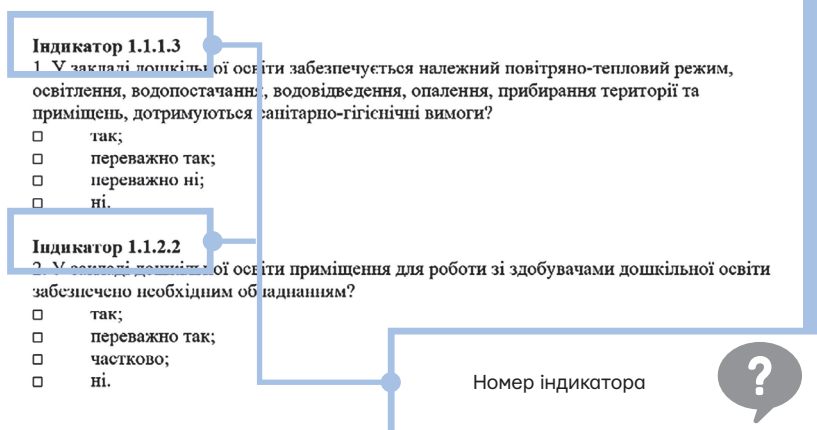 Індикатор 1.1.1.3
1. У закладі дошкільної освіти забезпечується належний повітряно-тепловий режим,
освітлення, водопостачання, водовідведення, опалення, прибирання території та
приміщень, дотримуються санітарно-гігієнічні вимоги?
так;
переважно так;
переважно ні;
ні.
Індикатор 1.1.2.2
2. У закладі дошкільної освіти приміщення для роботи зі здобувачами дошкільної освіти
забезпечено необхідним обладнанням?
так;
переважно так;
частково;
ні.
Номер індикатора
?